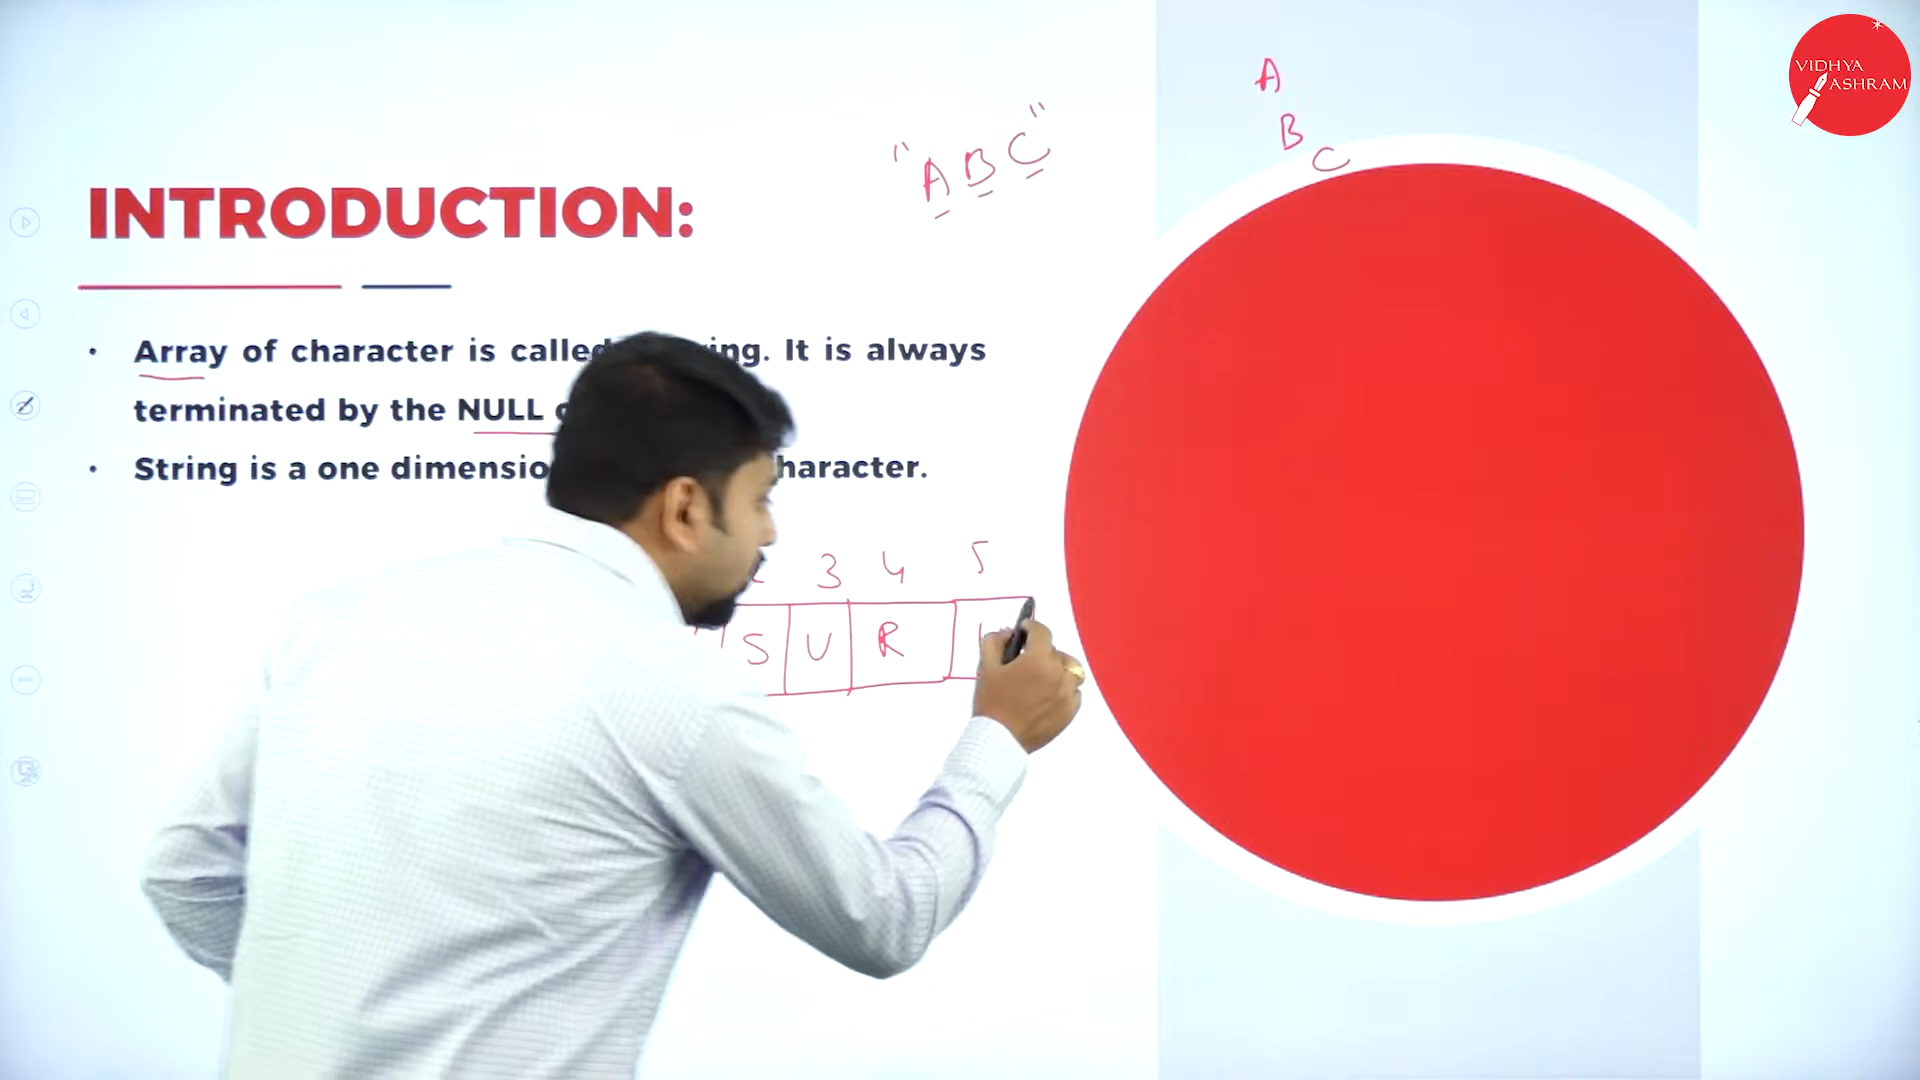 VIDHYA
ASHRAM
A
B
C
"ABC"
INTRODUCTION:
• Array of character is called ing. It is always
terminated by the NULL
• String is a one dimensio haracter.
3 4 5
S U R